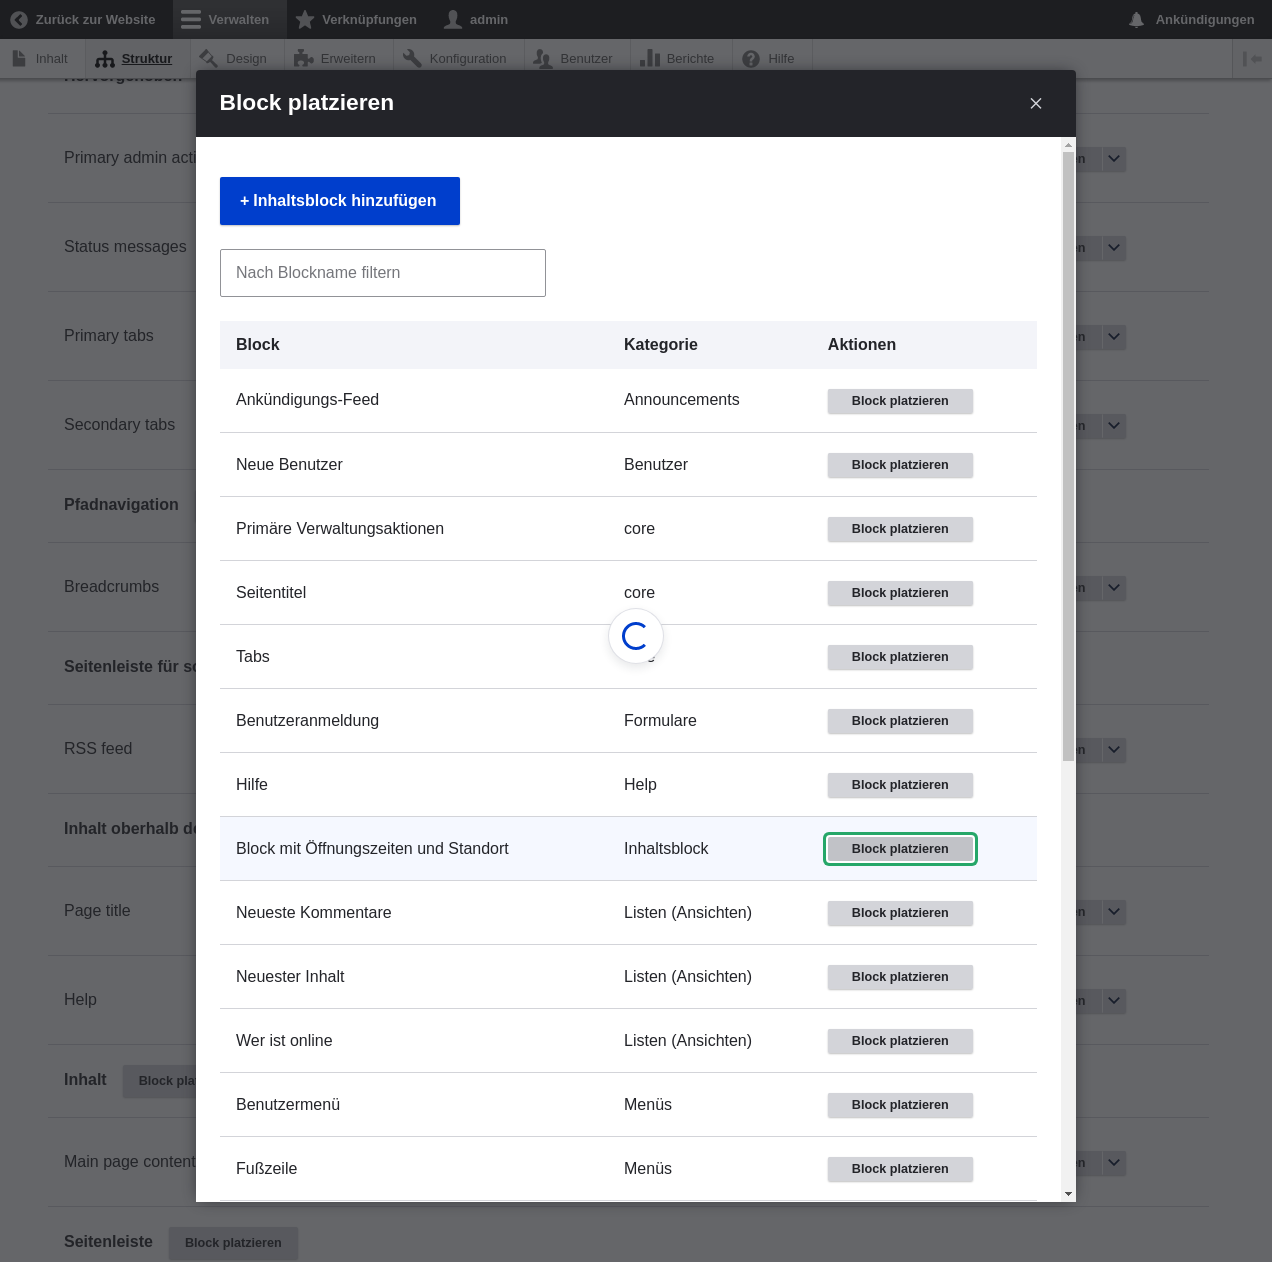 Zurück zur Website Verwalten Verknüpfungen admin Ankündigungen
Inhalt Struktur Design Erweitern Konfiguration Benutzer Berichte Hilfe
Block platzieren
+ Inhaltsblock hinzufügen
Nach Blockname filtern
Block Kategorie Aktionen
Ankündigungs-Feed Announcements Block platzieren
Neue Benutzer Benutzer Block platzieren
Primäre Verwaltungsaktionen core Block platzieren
Seitentitel core Block platzieren
Tabs Block platzieren
Benutzeranmeldung Formulare Block platzieren
Hilfe Help Block platzieren
Block mit Öffnungszeiten und Standort Inhaltsblock Block platzieren
Neueste Kommentare Listen (Ansichten) Block platzieren
Neuester Inhalt Listen (Ansichten) Block platzieren
Wer ist online Listen (Ansichten) Block platzieren
Benutzermenü Menüs Block platzieren
Fußzeile Menüs Block platzieren
Primary admin
Status messages
Primary tabs
Secondary tabs
Pfadnavigation
Breadcrumbs
Seitenleiste für
RSS feed
Inhalt oberhalb
Page title
Help
Inhalt Block
Main page content
Seitenleiste Block platzieren